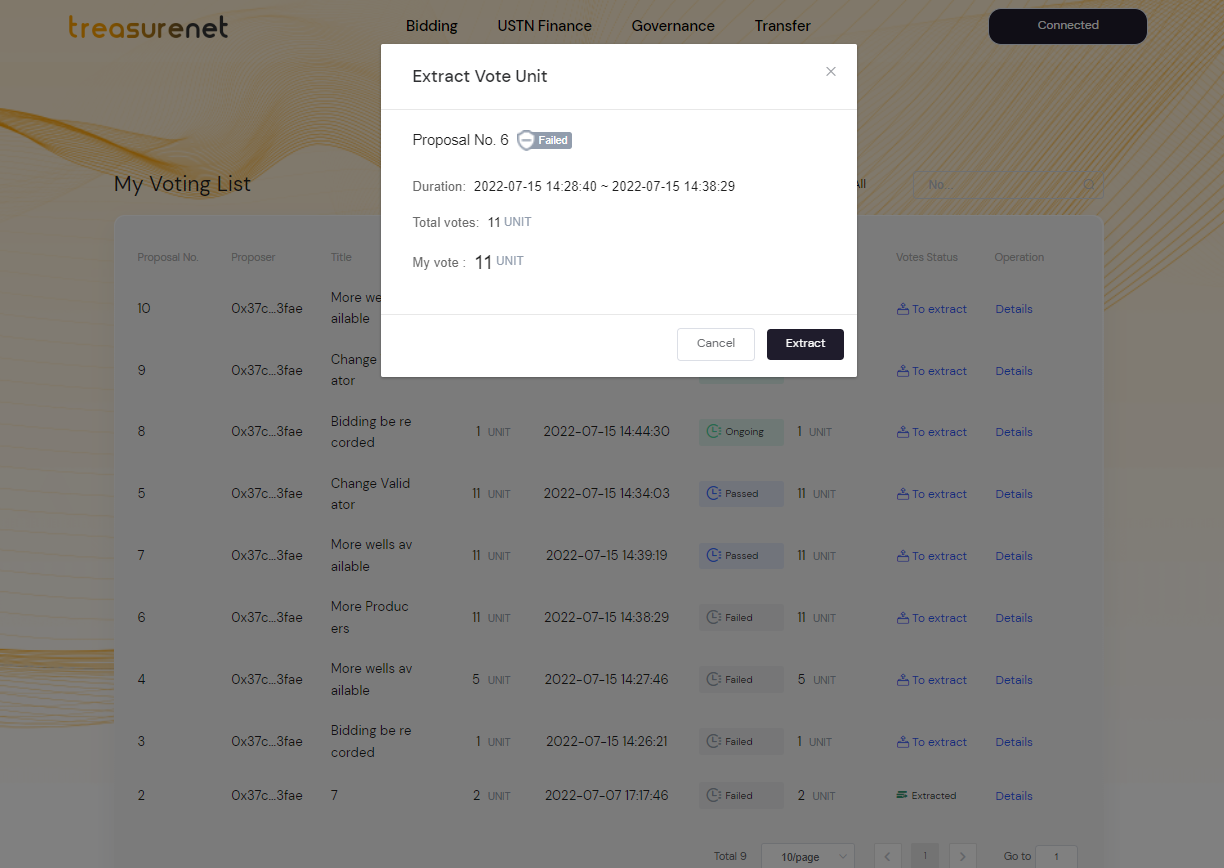 treasurenet Bidding USTN Finance Governance Transfer Connected
Extract Vote Unit
Proposal No. 6 Failed
Duration: 2022-07-15 14:28:40 ~ 2022-07-15 14:38:29
Total votes: 11 UNIT
My vote : 11 UNIT
Cancel Extract
My Voting List
No.
Proposal No. Proposer Title Votes Status Operation
10 0x37c...3fae More we
ailable To extract Details
9 0x37c...3fae Change
ator To extract Details
8 0x37c...3fae Bidding be re
corded 1 UNIT 2022-07-15 14:44:30 Ongoing 1 UNIT To extract Details
5 0x37c...3fae Change Valid
ator 11 UNIT 2022-07-15 14:34:03 Passed 11 UNIT To extract Details
7 0x37c...3fae More wells av
ailable 11 UNIT 2022-07-15 14:39:19 Passed 11 UNIT To extract Details
6 0x37c...3fae More Produc
ers 11 UNIT 2022-07-15 14:38:29 Failed 11 UNIT To extract Details
4 0x37c...3fae More wells av
ailable 5 UNIT 2022-07-15 14:27:46 Failed 5 UNIT To extract Details
3 0x37c...3fae Bidding be re
corded 1 UNIT 2022-07-15 14:26:21 Failed 1 UNIT To extract Details
2 0x37c...3fae 7 2 UNIT 2022-07-07 17:17:46 Failed 2 UNIT Extracted Details
Total 9 10/page 1 Go to 1